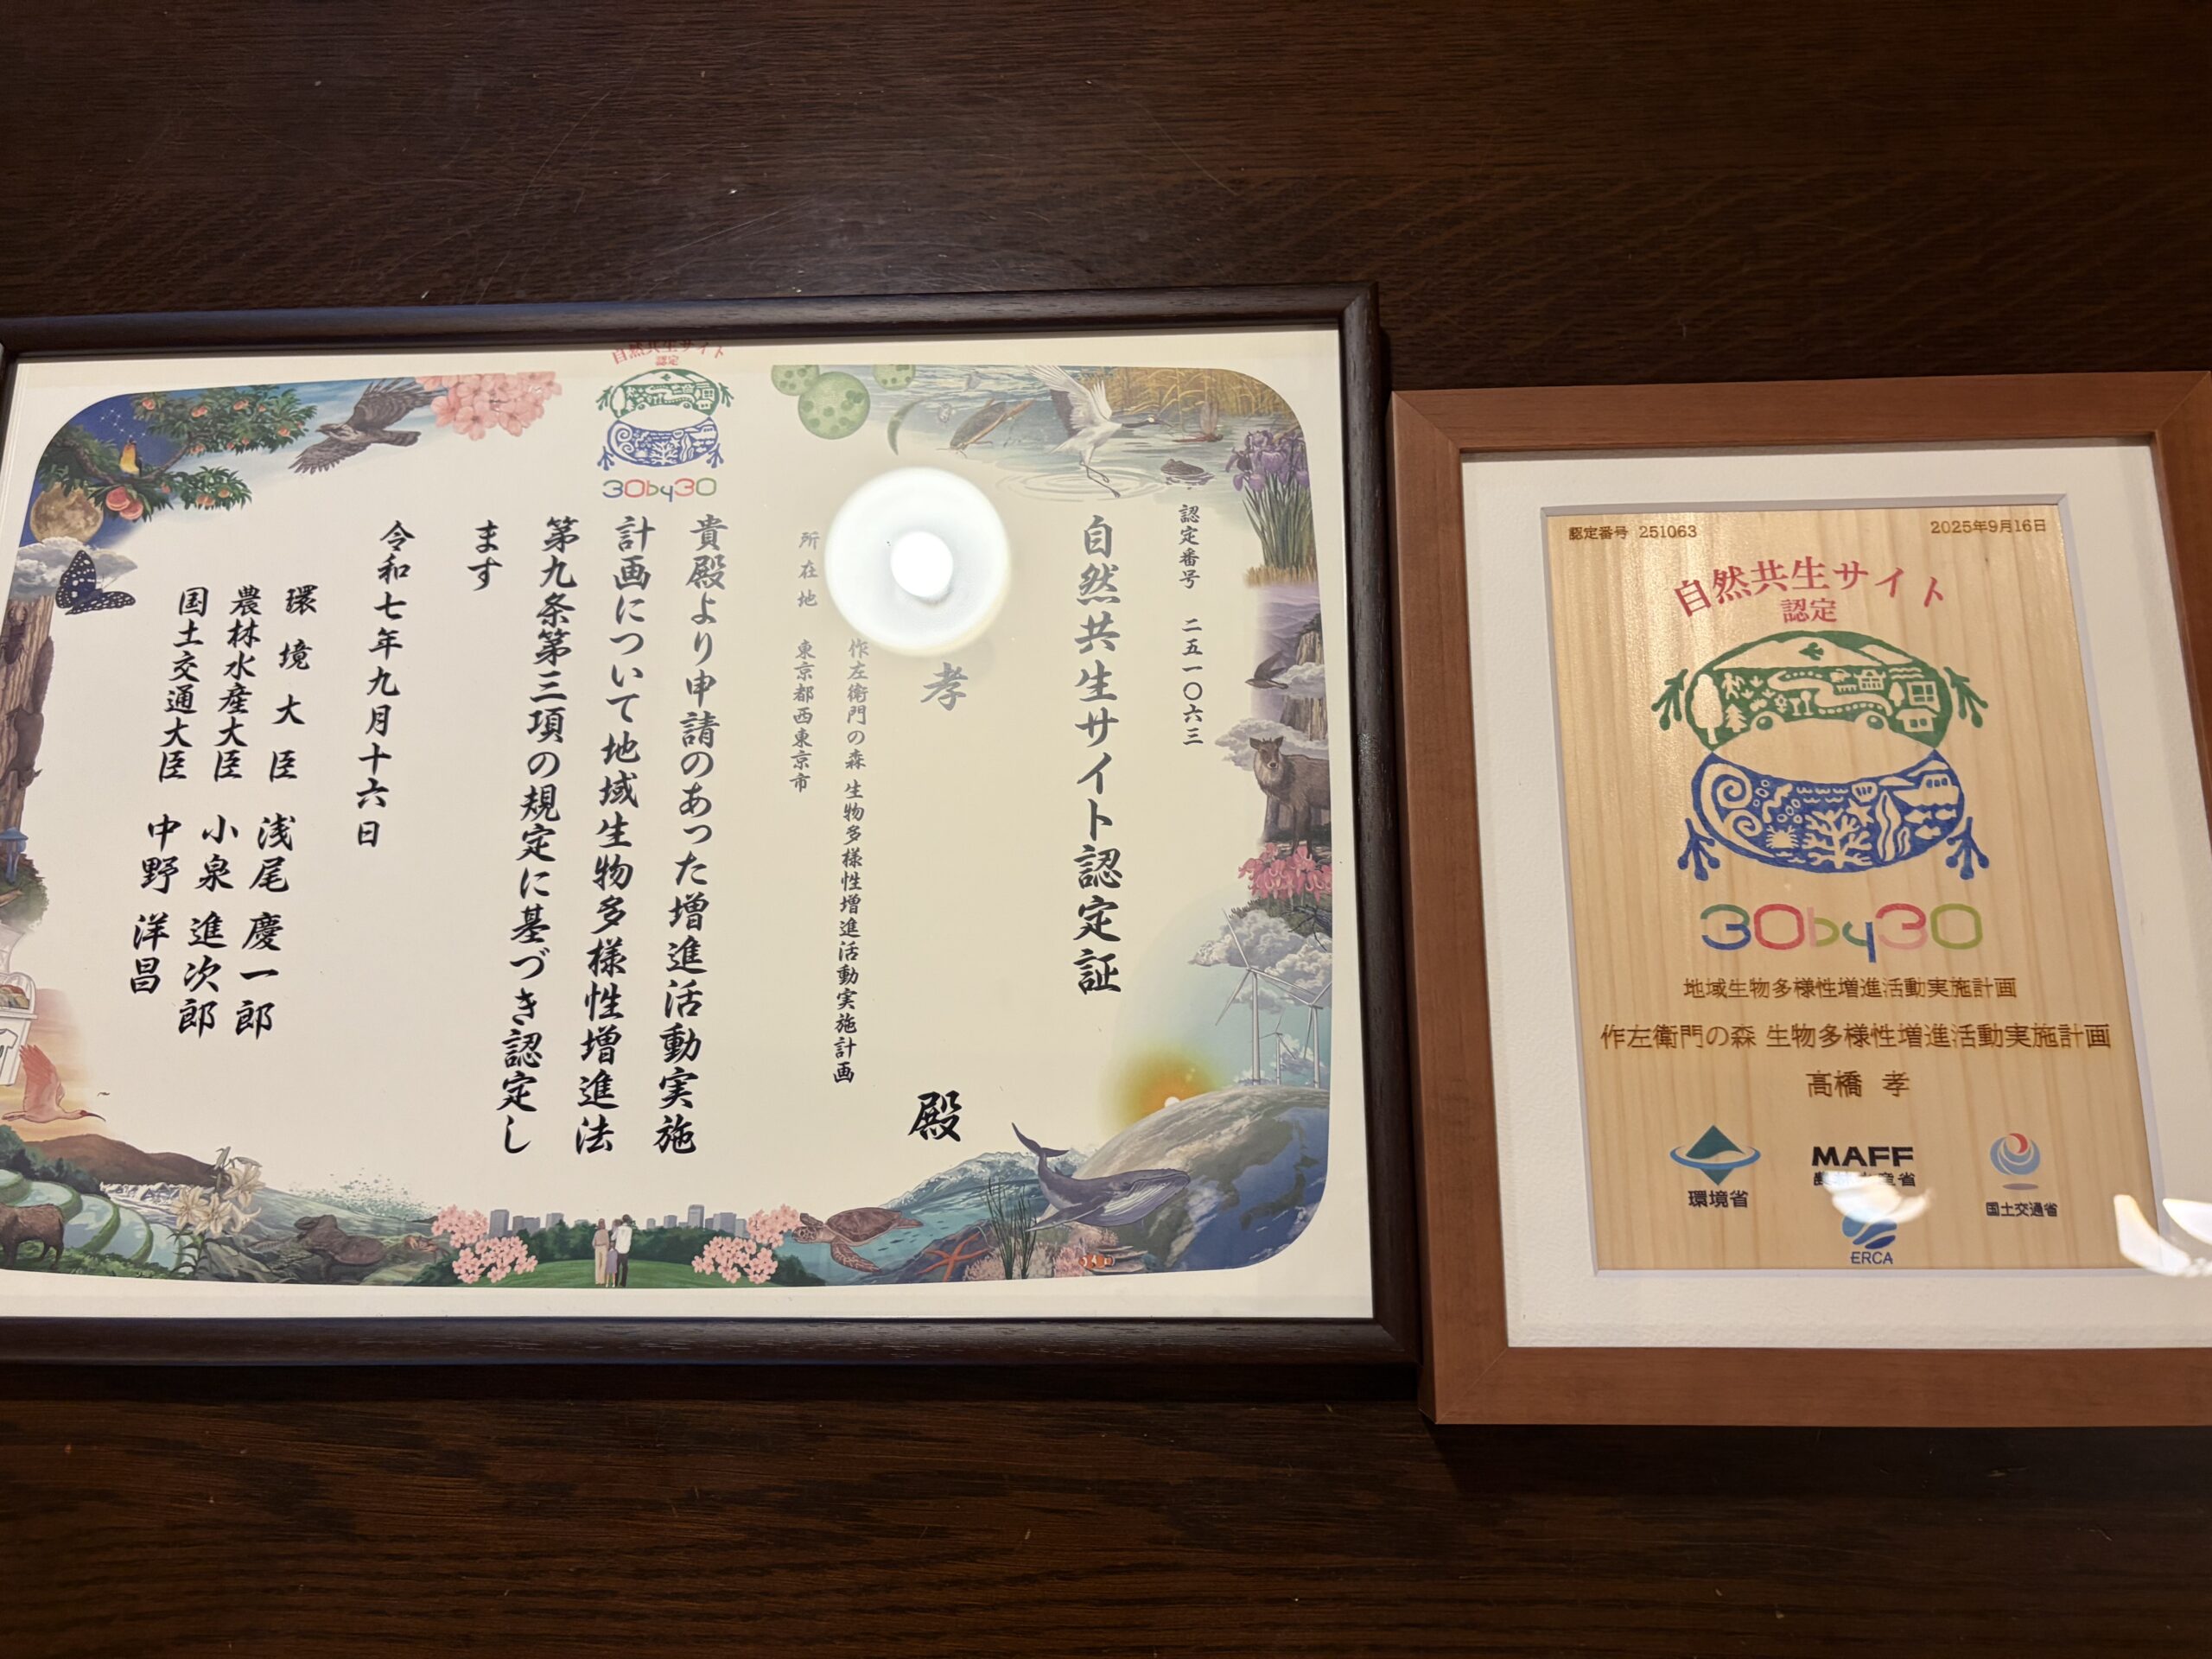 自然共生サイト
認定
30by30
認定番号 二五一〇六三
自然共生サイト認定証
孝 殿
作左衛門の森 生物多様性増進活動実施計画
所在地 東京都西東京市
貴殿より申請のあった増進活動実施
計画について地域生物多様性増進法
第九条第三項の規定に基づき認定し
ます
令和七年九月十六日
環境大臣 浅尾 慶一郎
農林水産大臣 小泉 進次郎
国土交通大臣 中野 洋昌
認定番号 251063
2025年9月16日
自然共生サイト
認定
30by30
地域生物多様性増進活動実施計画
作左衛門の森 生物多様性増進活動実施計画
髙橋 孝
環境省
MAFF
国土交通省
ERCA